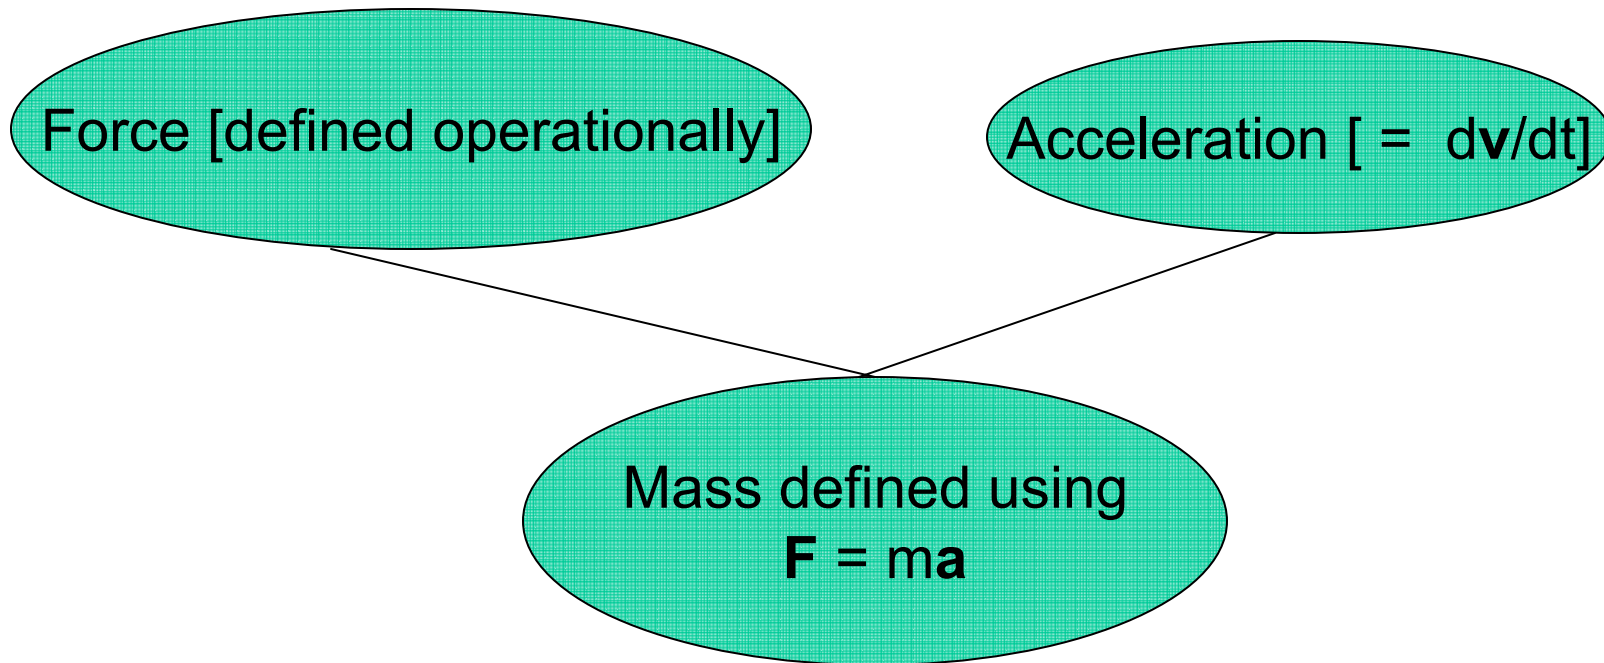 Force [defined operationally]
Acceleration [ = dv/dt]
Mass defined using
F = ma